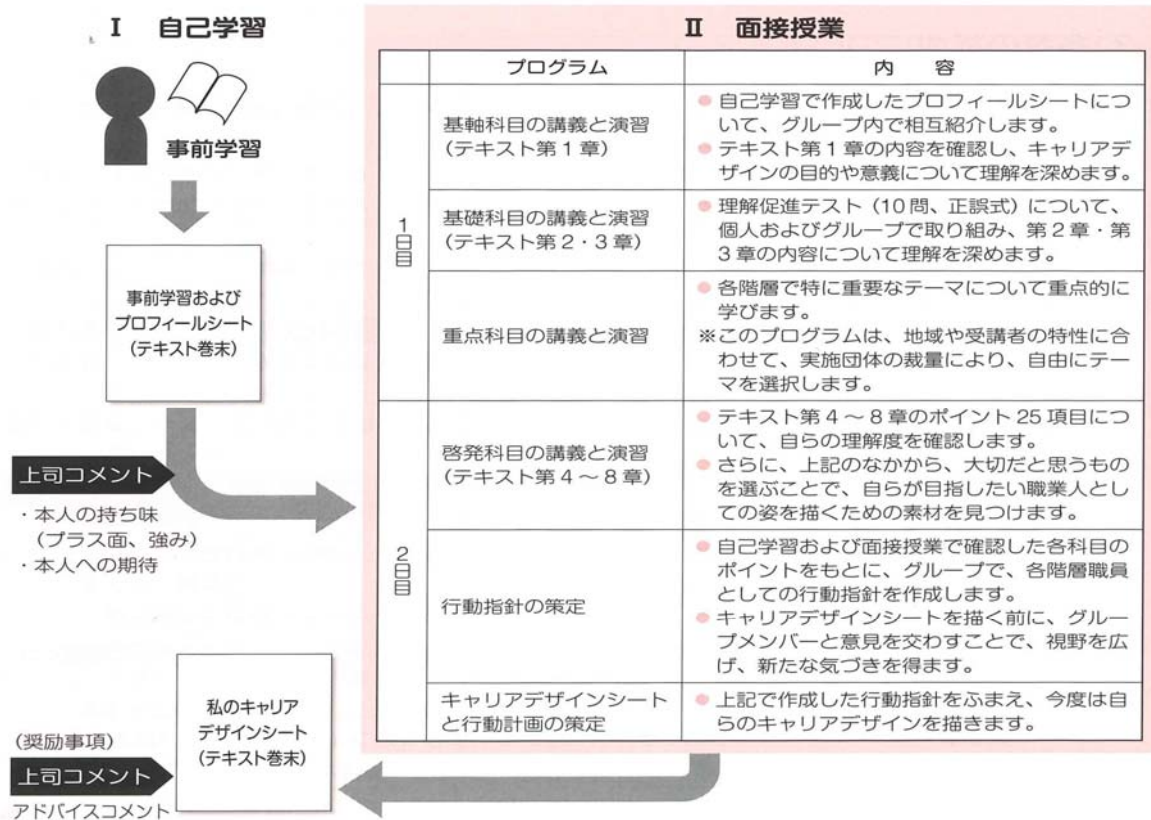 Ⅰ 自己学習
事前学習
事前学習および
プロフィールシート
(テキスト巻末)
上司コメント
・本人の持ち味
(プラス面、強み)
・本人への期待
私のキャリア
デザインシート
(テキスト巻末)
(奨励事項)
上司コメント
アドバイスコメント
Ⅱ 面接授業
プログラム
内 容
1日目
基軸科目の講義と演習
(テキスト第1章)
● 自己学習で作成したプロフィールシートにつ
いて、グループ内で相互紹介します。
● テキスト第1章の内容を確認し、キャリアデ
ザインの目的や意義について理解を深めます。
基礎科目の講義と演習
(テキスト第2・3章)
● 理解促進テスト(10問、正誤式)について、
個人およびグループで取り組み、第2章・第
3章の内容について理解を深めます。
重点科目の講義と演習
● 各階層で特に重要なテーマについて重点的に
学びます。
※このプログラムは、地域や受講者の特性に合
わせて、実施団体の裁量により、自由にテー
マを選択します。
2日目
啓発科目の講義と演習
(テキスト第4~8章)
● テキスト第4~8章のポイント25項目につ
いて、自らの理解度を確認します。
● さらに、上記のなかから、大切だと思うもの
を選ぶことで、自らが目指したい職業人とし
ての姿を描くための素材を見つけます。
行動指針の策定
● 自己学習および面接授業で確認した各科目の
ポイントをもとに、グループで、各階層職員
としての行動指針を作成します。
● キャリアデザインシートを描く前に、グルー
プメンバーと意見を交わすことで、視野を広
げ、新たな気づきを得ます。
キャリアデザインシート
と行動計画の策定
● 上記で作成した行動指針をふまえ、今度は自
らのキャリアデザインを描きます。